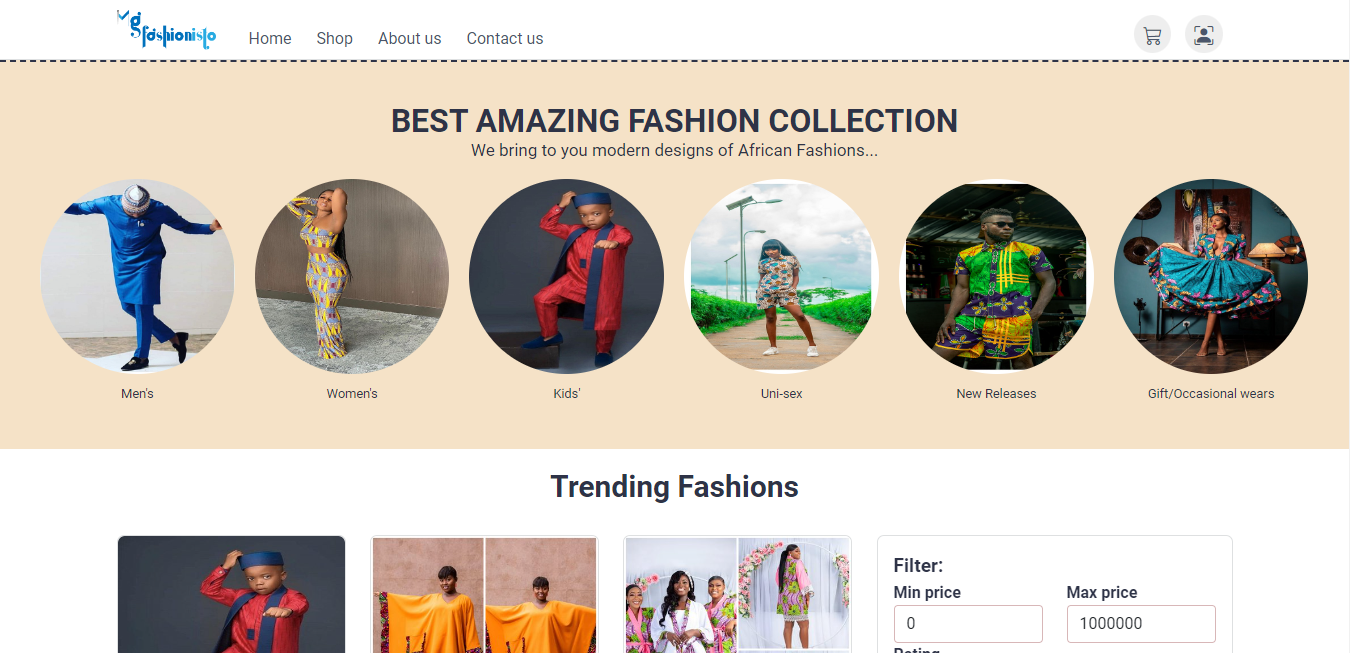 fashionisto
Home Shop About us Contact us
BEST AMAZING FASHION COLLECTION
We bring to you modern designs of African Fashions...
Men's Women's Kids' Uni-sex New Releases Gift/Occasional wears
Trending Fashions
Filter:
Min price Max price
0 1000000
Rating